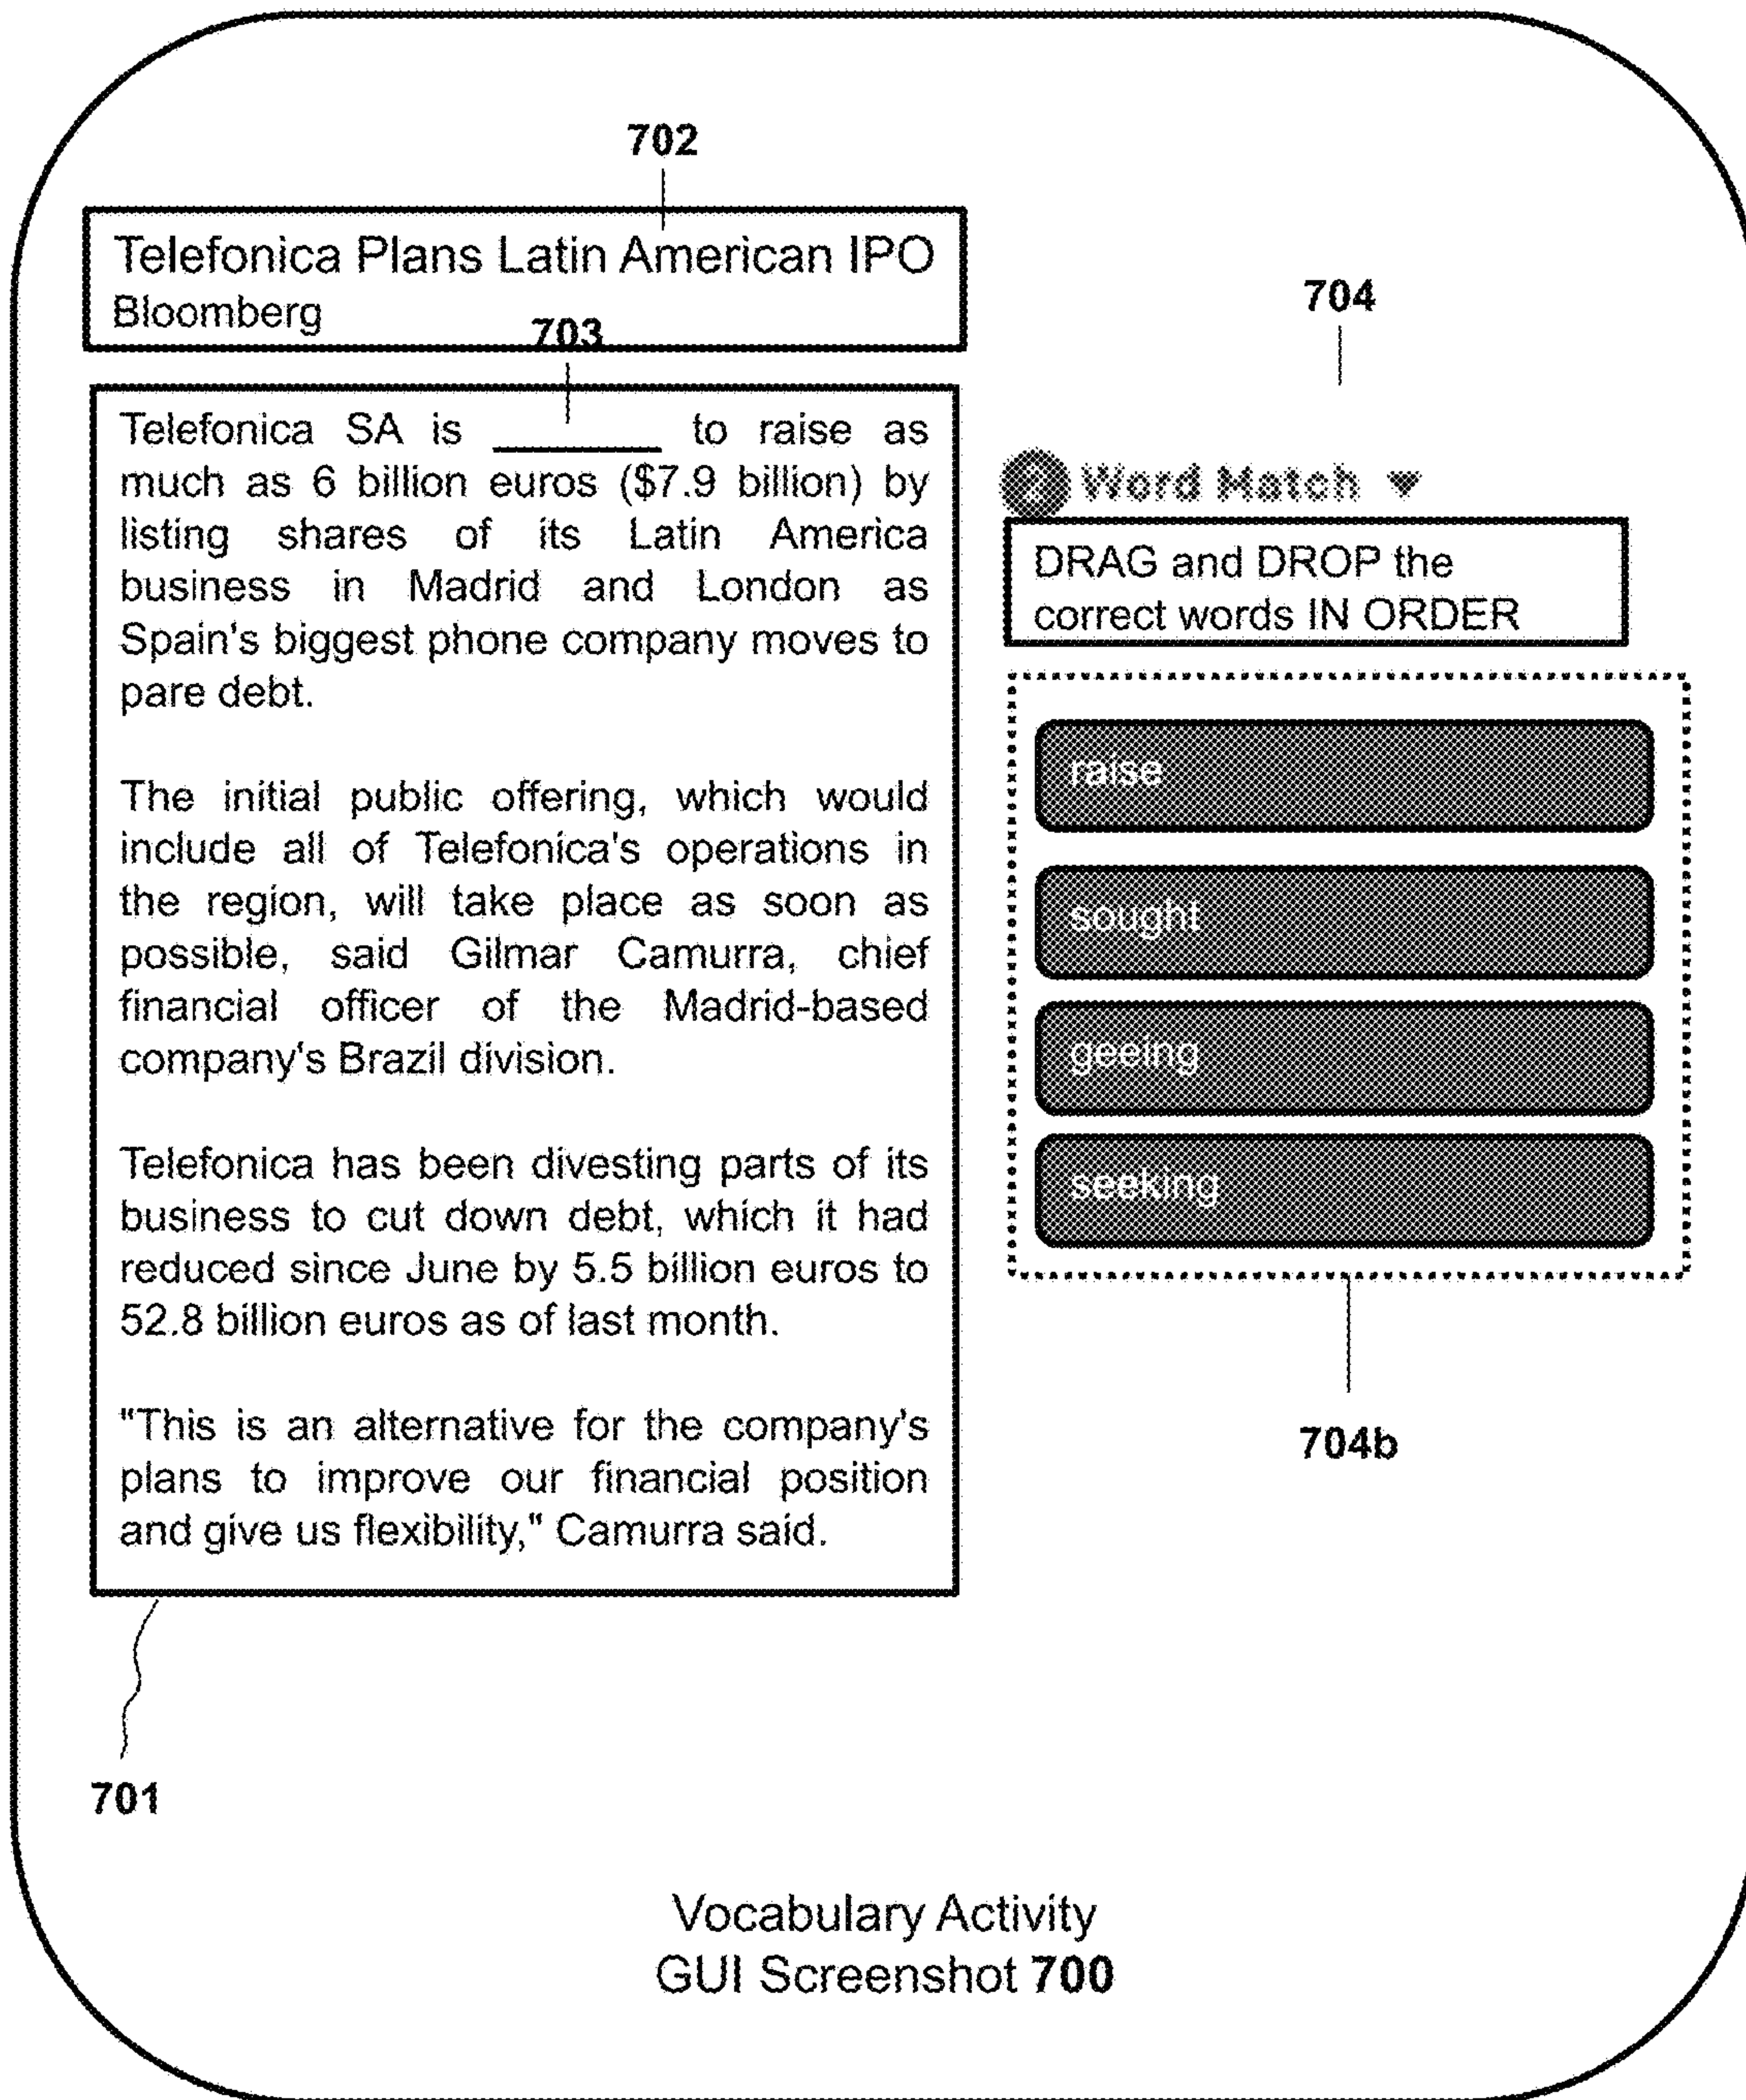 702
Telefonica Plans Latin American IPO
Bloomberg
703
Telefonica SA is ________ to raise as
much as 6 billion euros ($7.9 billion) by
listing shares of its Latin America
business in Madrid and London as
Spain's biggest phone company moves to
pare debt.
The initial public offering, which would
include all of Telefonica's operations in
the region, will take place as soon as
possible, said Gilmar Camurra, chief
financial officer of the Madrid-based
company's Brazil division.
Telefonica has been divesting parts of its
business to cut down debt, which it had
reduced since June by 5.5 billion euros to
52.8 billion euros as of last month.
"This is an alternative for the company's
plans to improve our financial position
and give us flexibility," Camurra said.
701
704
2 Word Match
DRAG and DROP the
correct words IN ORDER
raise
sought
geeing
seeking
704b
Vocabulary Activity
GUI Screenshot 700